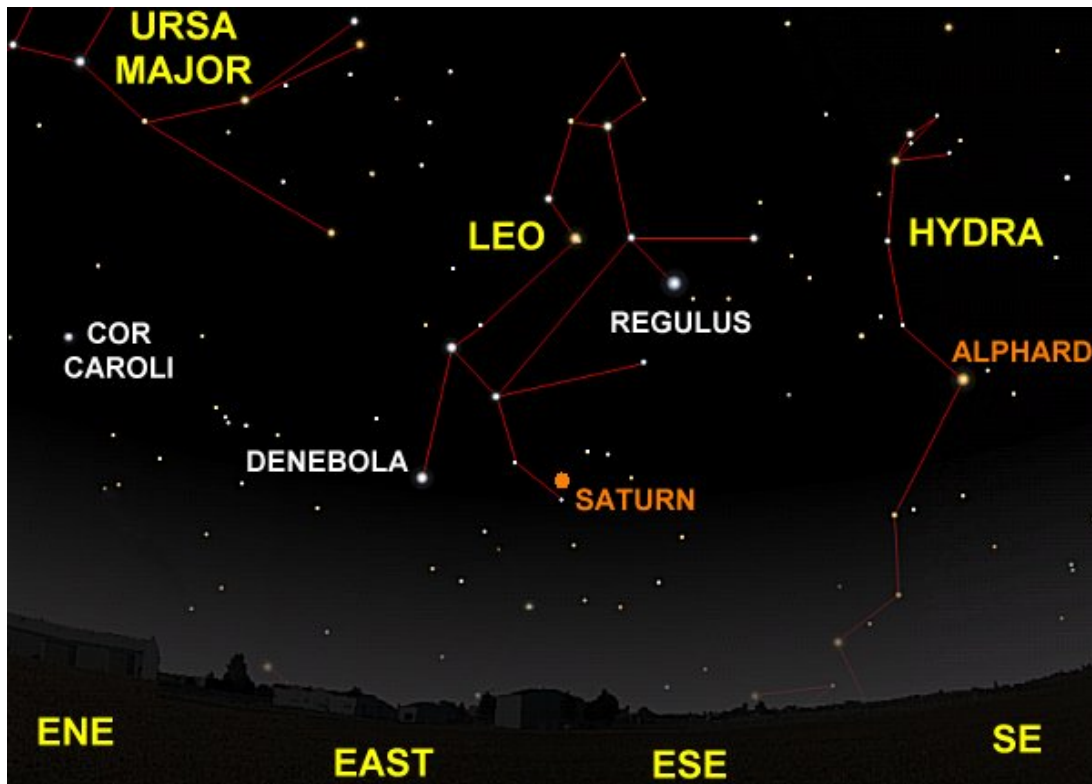 URSA
MAJOR
LEO
HYDRA
REGULUS
COR
CAROLI
ALPHARD
DENEBOLA
SATURN
ENE
EAST
ESE
SE